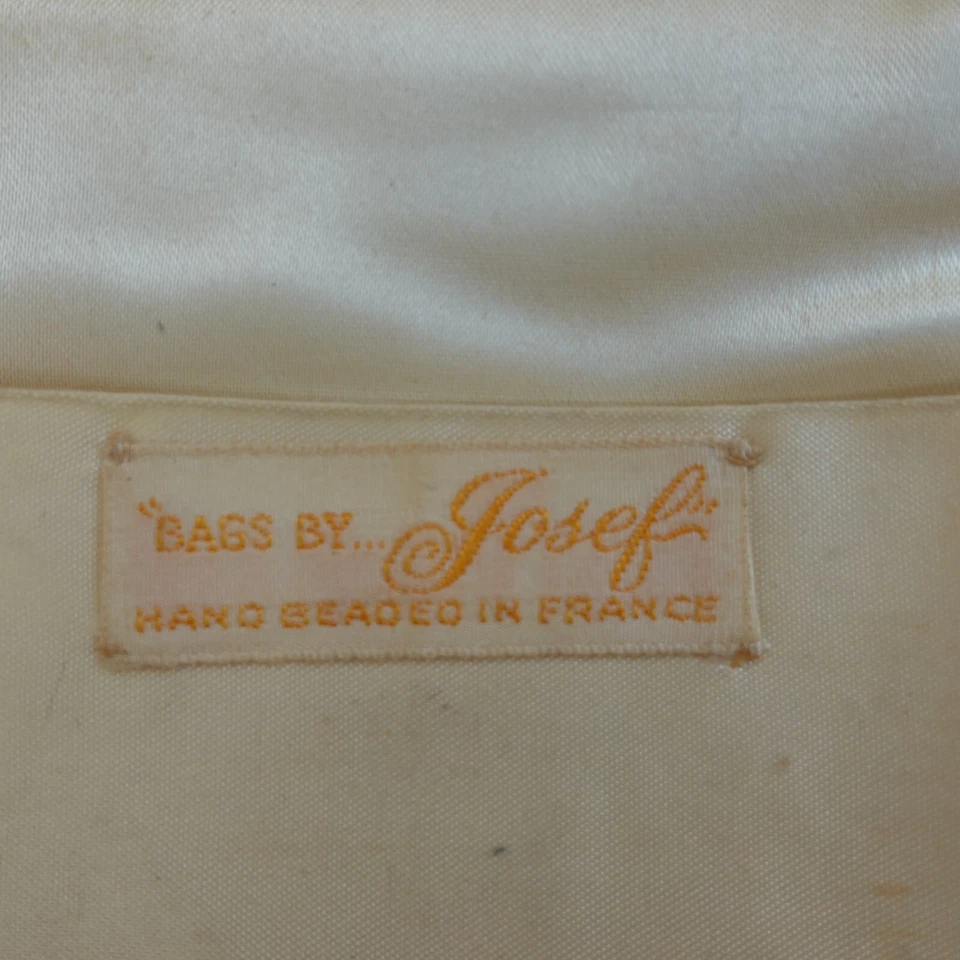 "BAGS BY... Josef"
HAND BEADED IN FRANCE